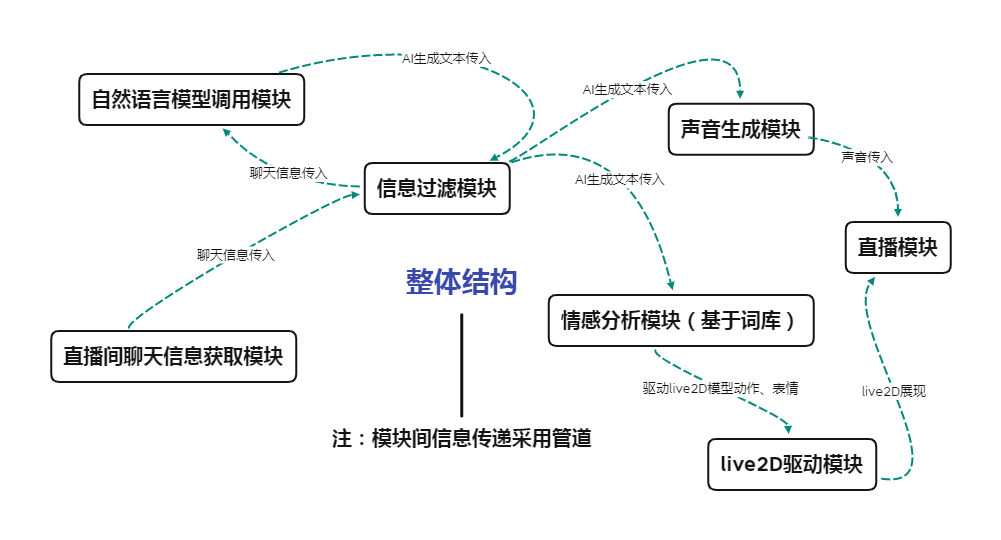 AI生成文本传入
自然语言模型调用模块
AI生成文本传入
声音生成模块
声音传入
聊天信息传入
信息过滤模块
AI生成文本传入
聊天信息传入
直播模块
整体结构
情感分析模块（基于词库）
直播间聊天信息获取模块
驱动live2D模型动作、表情
live2D展现
注：模块间信息传递采用管道
live2D驱动模块